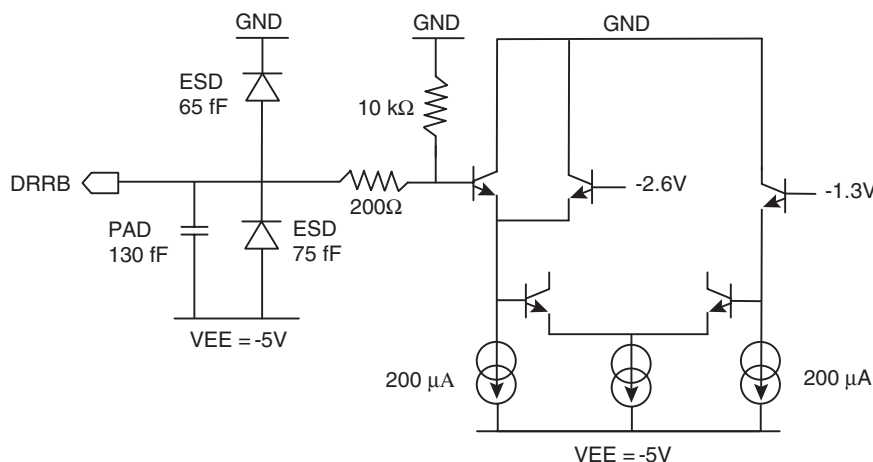 GND
GND
GND
ESD
65 fF
10 kΩ
DRRB
200Ω
-2.6V
-1.3V
PAD
130 fF
ESD
75 fF
VEE = -5V
200 μA
200 μA
VEE = -5V